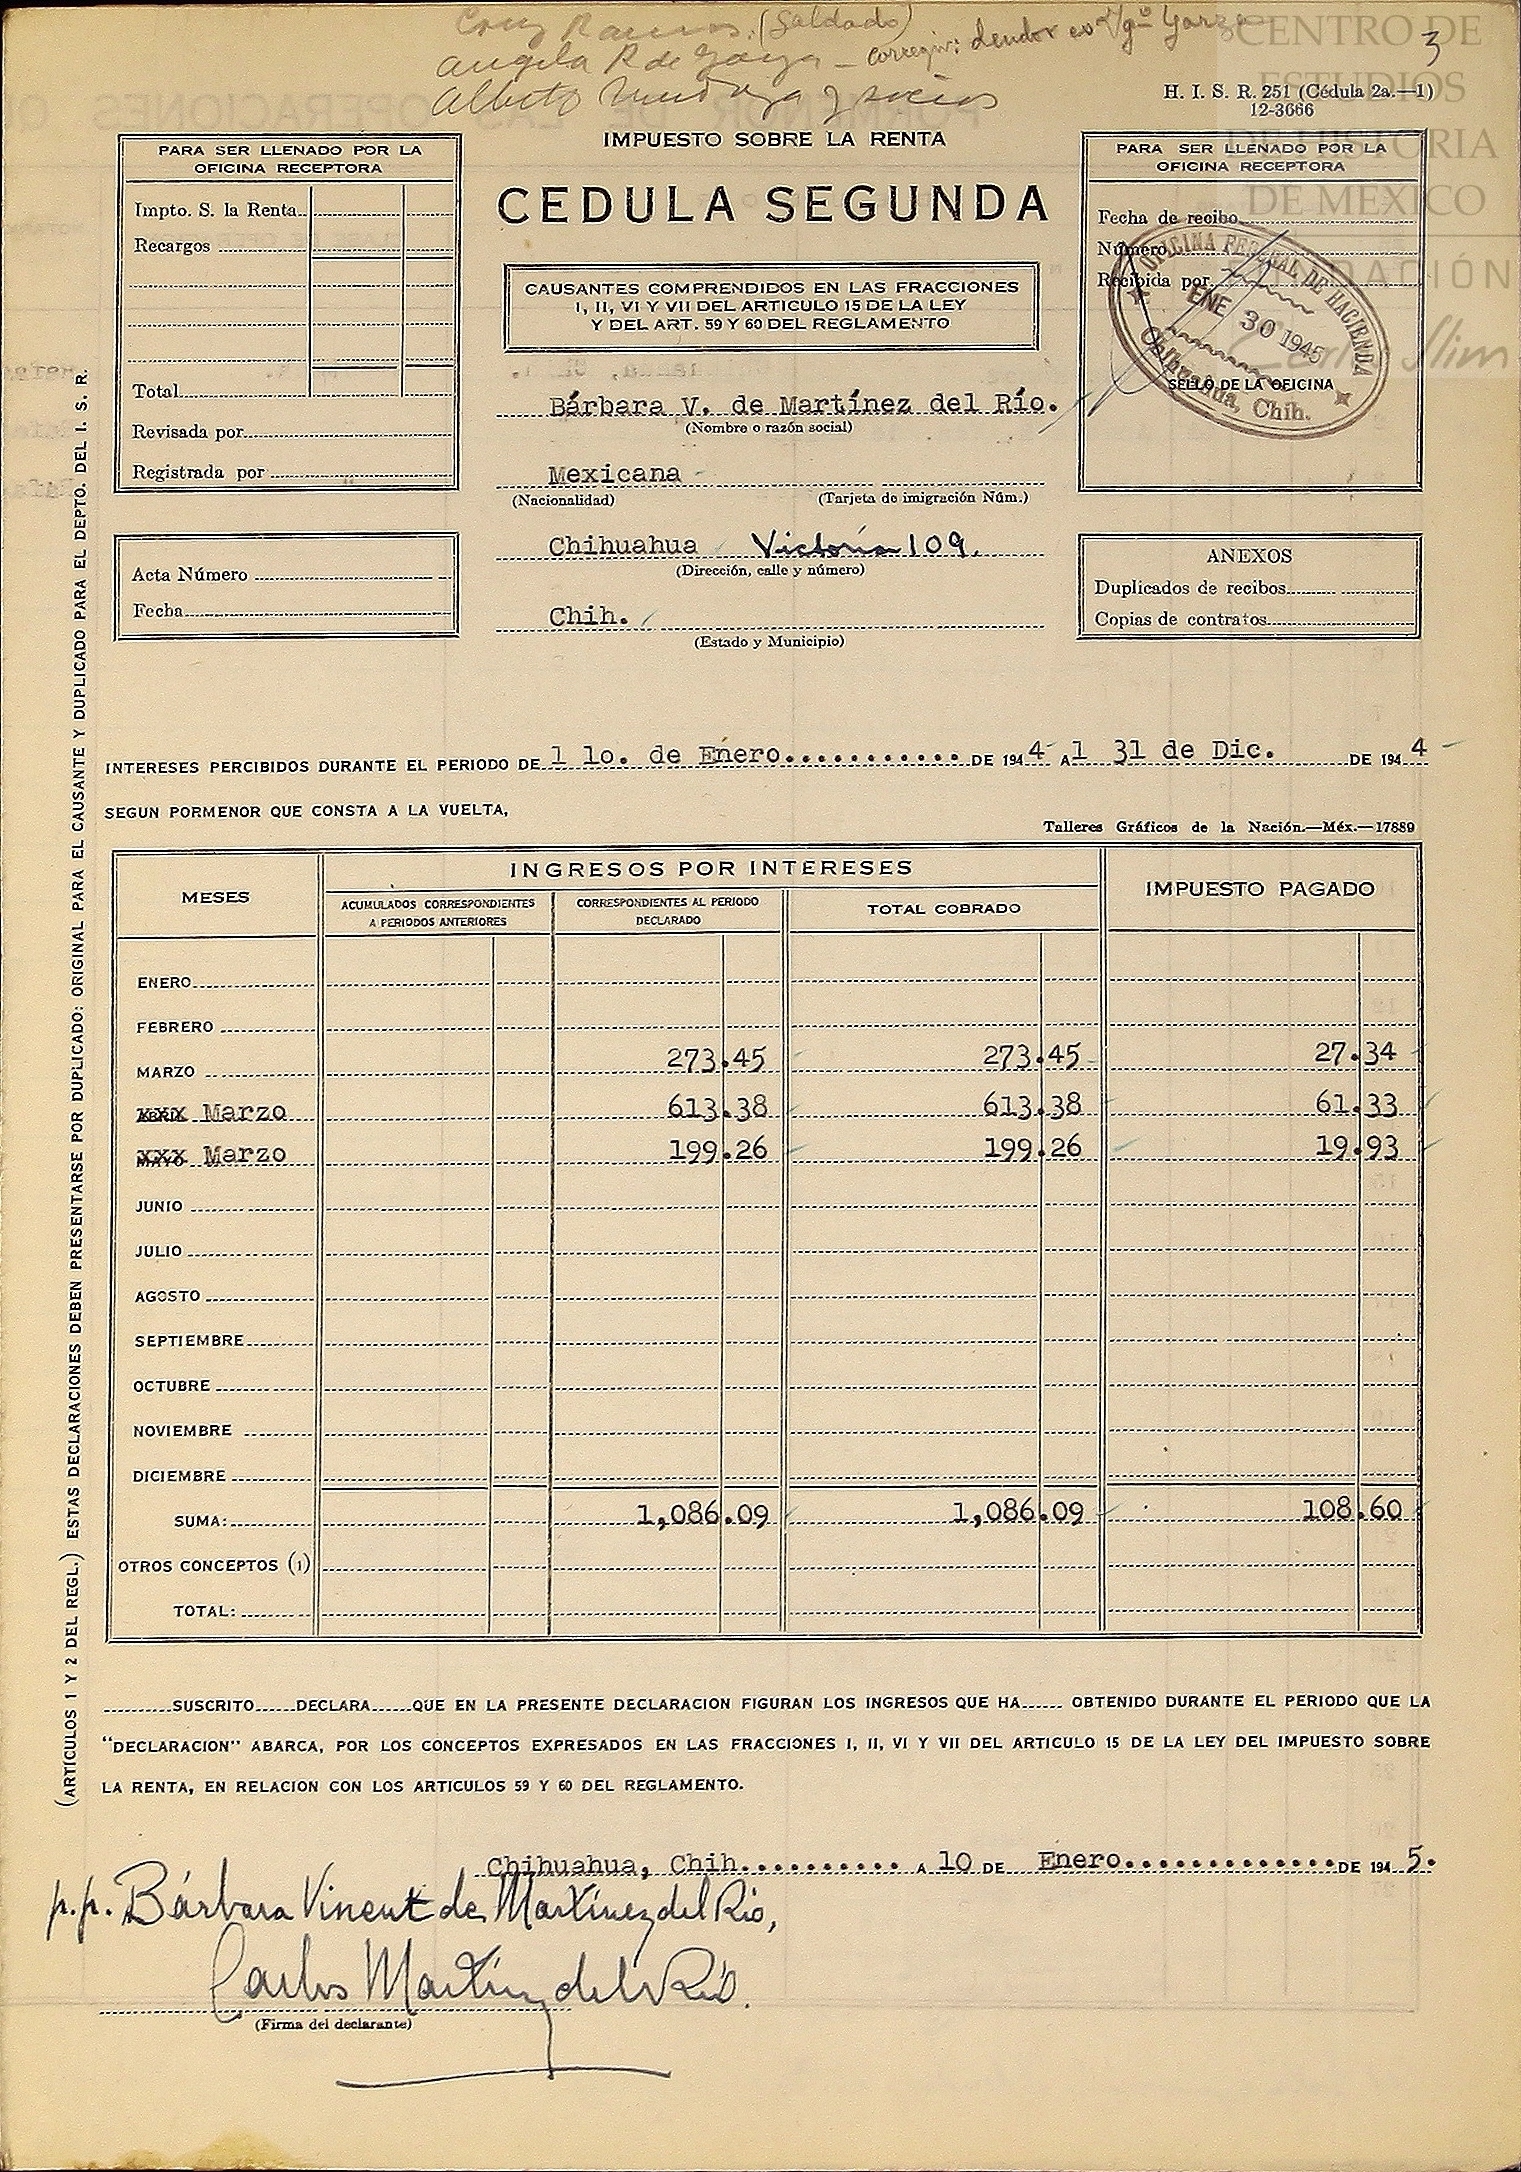 Cruz Ramos. (Saldado)
Angela R de Garza - corregir: deudor es Vgº Garza
Alberto Mendoza y socios
3
CENTRO DE
ESTUDIOS
DE HISTORIA
DE MÉXICO
FUNDACIÓN
Carlos Slim
H. I. S. R. 251 (Cédula 2a.—1)
12-3666
IMPUESTO SOBRE LA RENTA
CEDULA SEGUNDA
PARA SER LLENADO POR LA
OFICINA RECEPTORA
Impto. S. la Renta
Recargos
Total
Revisada por
Registrada por
CAUSANTES COMPRENDIDOS EN LAS FRACCIONES
I, II, VI Y VII DEL ARTICULO 15 DE LA LEY
Y DEL ART. 59 Y 60 DEL REGLAMENTO
PARA SER LLENADO POR LA
OFICINA RECEPTORA
Fecha de recibo
Número
Recibida por
OFICINA FEDERAL DE HACIENDA
ENE 30 1945
Chihuahua, Chih.
SELLO DE LA OFICINA
Bárbara V. de Martínez del Río.
(Nombre o razón social)
Mexicana
(Nacionalidad) (Tarjeta de imigración Núm.)
Chihuahua Victoria 109.
(Dirección, calle y número)
Chih.
(Estado y Municipio)
Acta Número
Fecha
ANEXOS
Duplicados de recibos
Copias de contratos
INTERESES PERCIBIDOS DURANTE EL PERIODO DE l 1o. de Enero............ DE 1944 Al 31 de Dic. DE 1944
SEGUN PORMENOR QUE CONSTA A LA VUELTA,
Talleres Gráficos de la Nación.—Méx.—17889
MESES INGRESOS POR INTERESES IMPUESTO PAGADO
ACUMULADOS CORRESPONDIENTES A PERIODOS ANTERIORES CORRESPONDIENTES AL PERIODO DECLARADO TOTAL COBRADO
ENERO
FEBRERO
MARZO 273.45 273.45 27.34
xxx Marzo 613.38 613.38 61.33
xxx Marzo 199.26 199.26 19.93
JUNIO
JULIO
AGOSTO
SEPTIEMBRE
OCTUBRE
NOVIEMBRE
DICIEMBRE
SUMA: 1,086.09 1,086.09 108.60
OTROS CONCEPTOS (1)
TOTAL:
SUSCRITO DECLARA QUE EN LA PRESENTE DECLARACION FIGURAN LOS INGRESOS QUE HA OBTENIDO DURANTE EL PERIODO QUE LA
"DECLARACION" ABARCA, POR LOS CONCEPTOS EXPRESADOS EN LAS FRACCIONES I, II, VI Y VII DEL ARTICULO 15 DE LA LEY DEL IMPUESTO SOBRE
LA RENTA, EN RELACION CON LOS ARTICULOS 59 Y 60 DEL REGLAMENTO.
Chihuahua, Chih.......... A 10 DE Enero.............. DE 1945.
p.p. Bárbara Vincent de Martínez del Río,
Carlos Martínez del Río.
(Firma del declarante)
(ARTICULOS 1 Y 2 DEL REGL.) ESTAS DECLARACIONES DEBEN PRESENTARSE POR DUPLICADO: ORIGINAL PARA EL CAUSANTE Y DUPLICADO PARA EL DEPTO. DEL I. S. R.